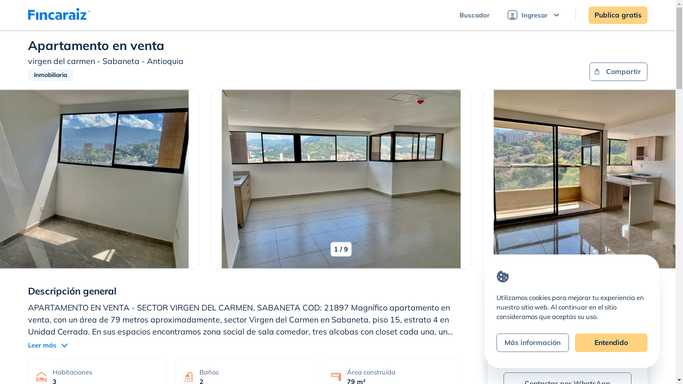 Fincaraiz
Buscador
Ingresar
Publica gratis
Apartamento en venta
virgen del carmen - Sabaneta - Antioquia
Inmobiliaria
Compartir
1 / 9
Descripción general
APARTAMENTO EN VENTA - SECTOR VIRGEN DEL CARMEN, SABANETA COD: 21897 Magnífico apartamento en
venta, con un área de 79 metros aproximadamente, sector Virgen del Carmen en Sabaneta, piso 15, estrato 4 en
Unidad Cerrada. En sus espacios encontramos zona social de sala comedor, tres alcobas con closet cada una, un...
Leer más
Habitaciones
3
Baños
2
Área construida
79 m²
Utilizamos cookies para mejorar tu experiencia en
nuestro sitio web. Al continuar en el sitio
consideramos que aceptas su uso.
Más información
Entendido
Contactar por WhatsApp